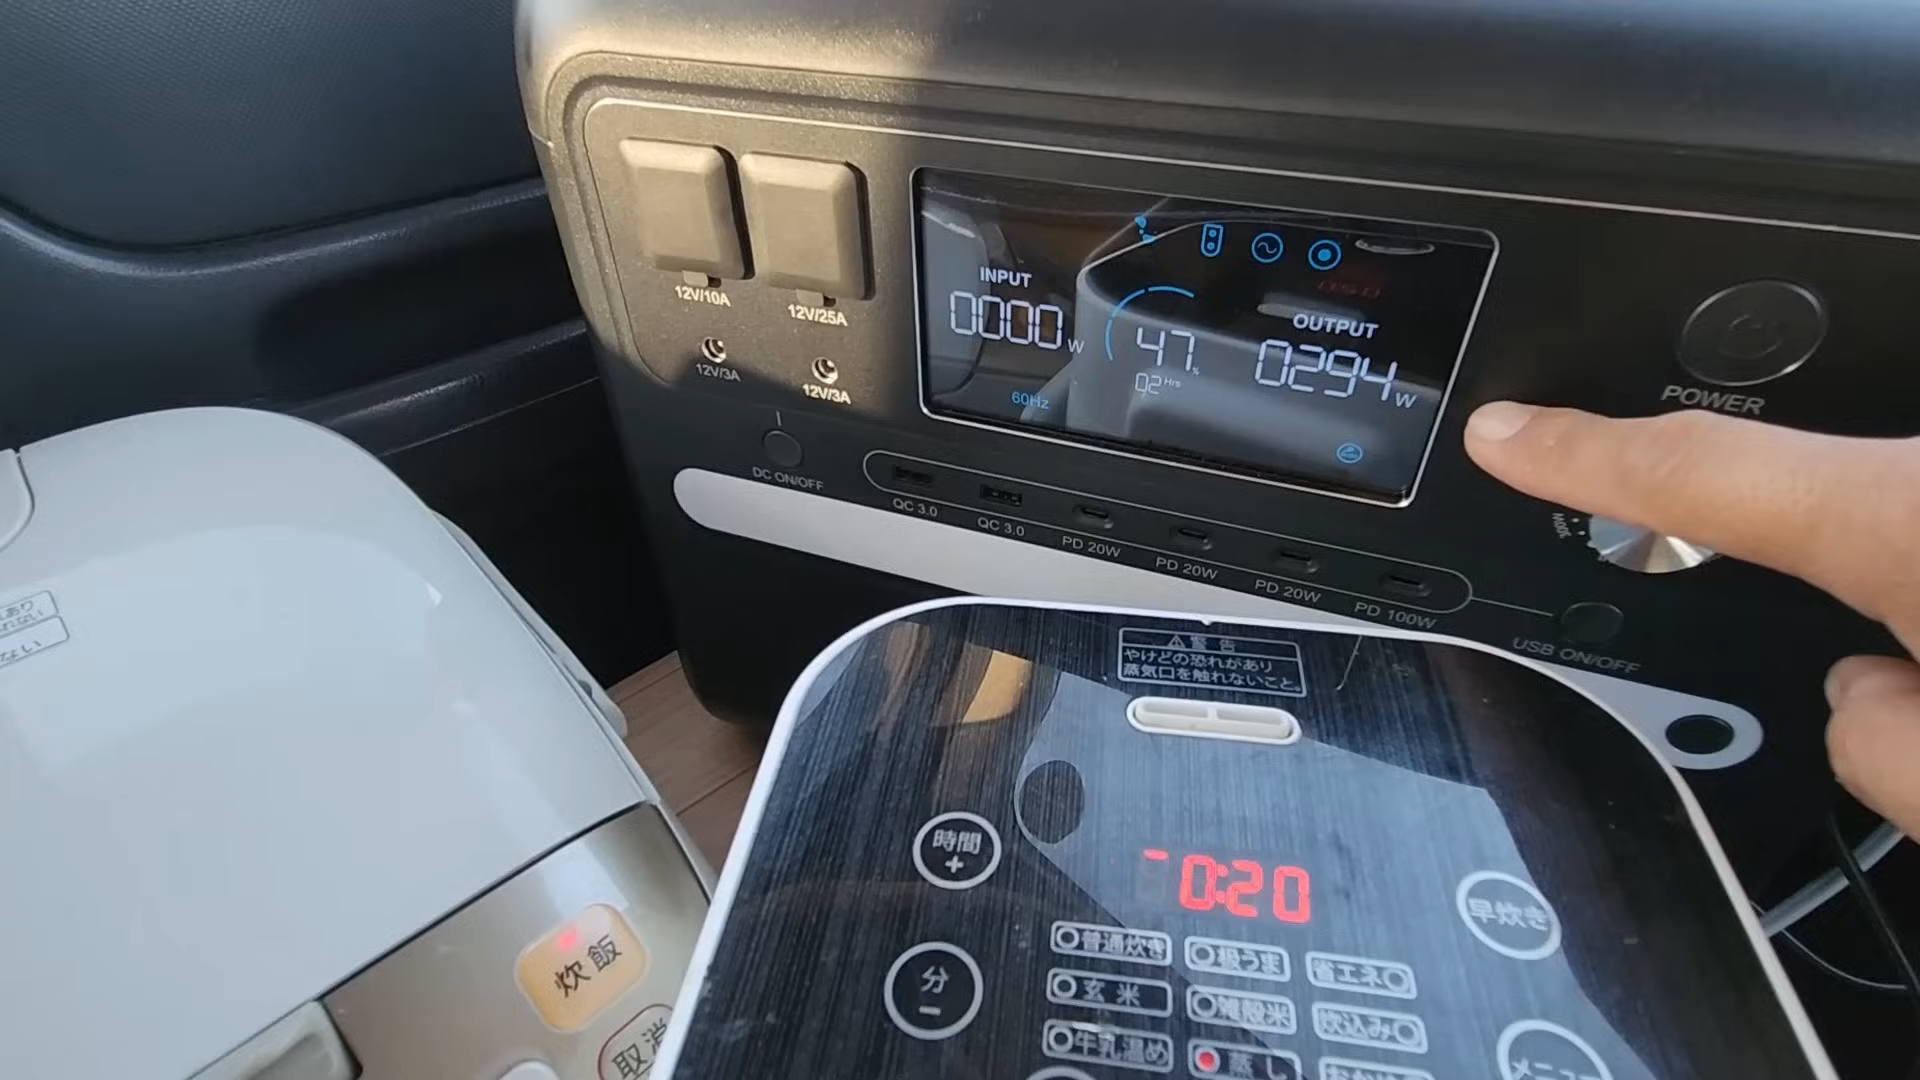 INPUT
0000 W
47 %
02 Hrs
OUTPUT
0294 W
60Hz
12V/10A
12V/25A
12V/3A
12V/3A
POWER
DC ON/OFF
QC 3.0
QC 3.0
PD 20W
PD 20W
PD 20W
PD 100W
USB ON/OFF
警告
やけどの恐れがあり
蒸気口を触れないこと。
時間
+
0:20
早炊き
分
-
普通炊き
極うま
省エネ
玄米
雑穀米
炊込み
牛乳温め
蒸し
メニュー
炊飯
取消